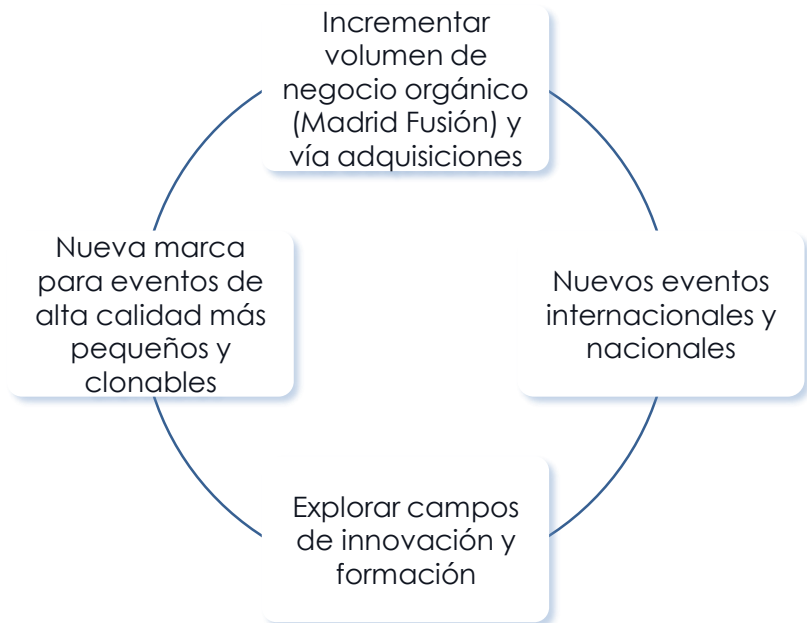 Incrementar
volumen de
negocio orgánico
(Madrid Fusión) y
vía adquisiciones
Nuevos eventos
internacionales y
nacionales
Explorar campos
de innovación y
formación
Nueva marca
para eventos de
alta calidad más
pequeños y
clonables